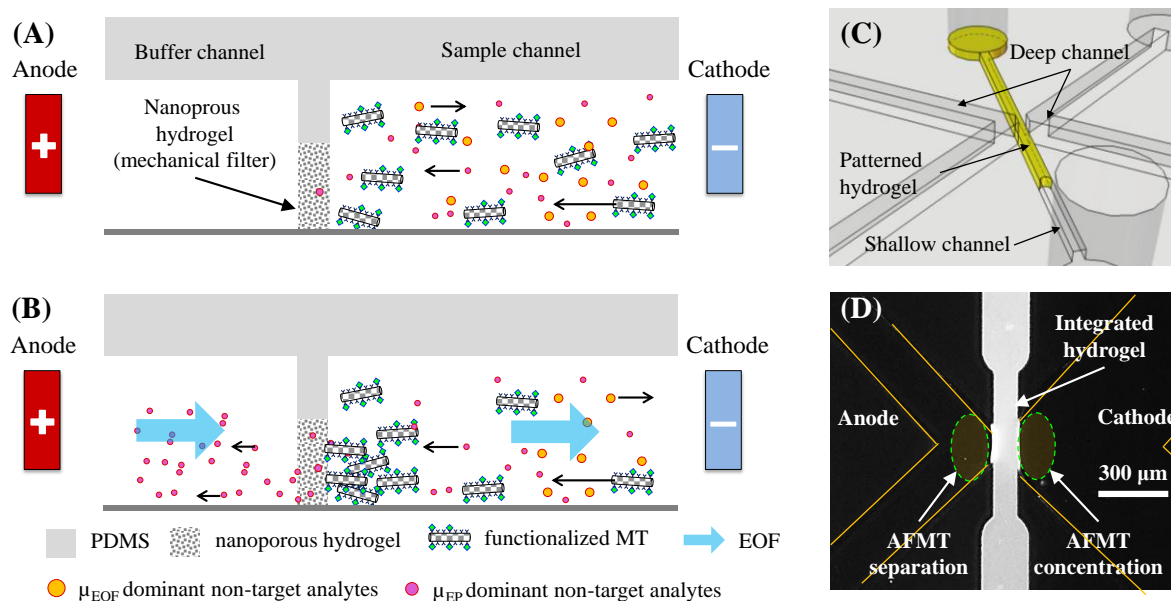 (A)
Anode
Buffer channel
Sample channel
Cathode
+
−
Nanoprous
hydrogel
(mechanical filter)
(B)
Anode
Cathode
+
−
PDMS
nanoporous hydrogel
functionalized MT
EOF
μEOF dominant non-target analytes
μEP dominant non-target analytes
(C)
Deep channel
Patterned
hydrogel
Shallow channel
(D)
Integrated
hydrogel
Anode
Cathode
300 μm
AFMT
separation
AFMT
concentration